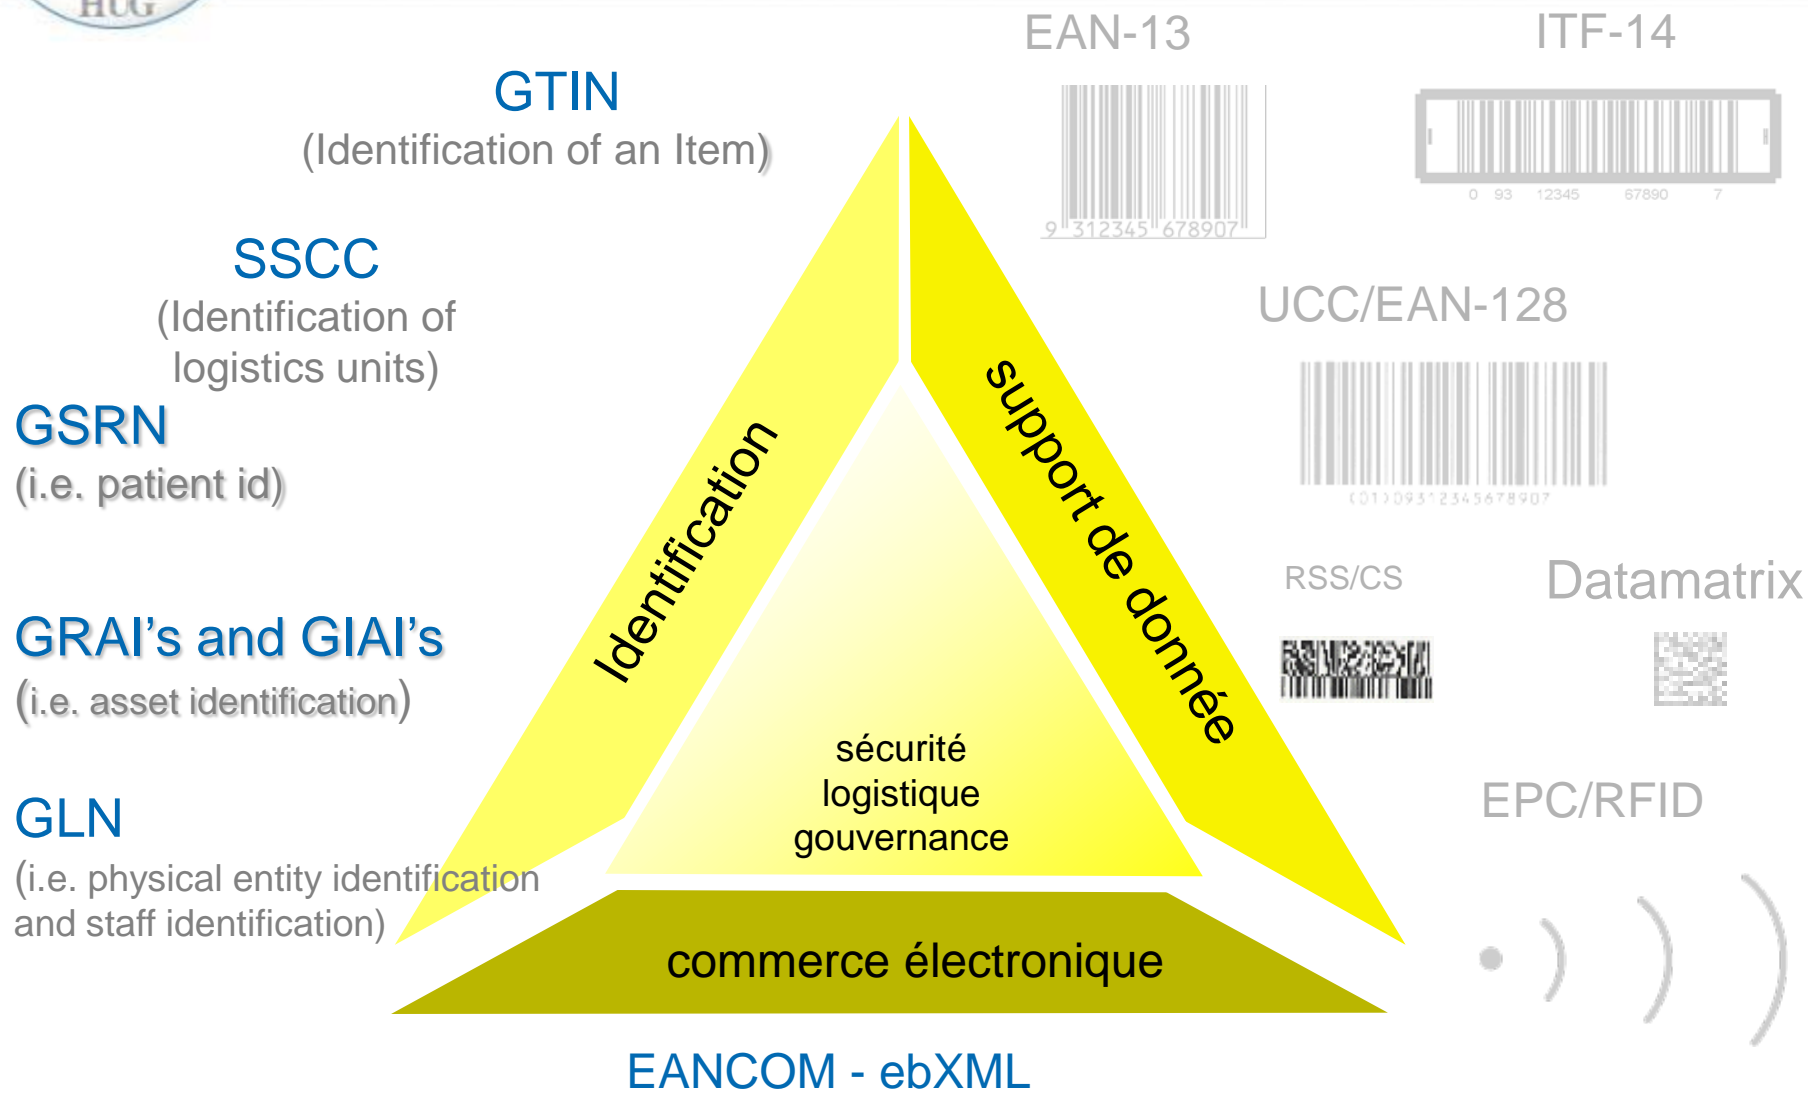 HUG
EAN-13
ITF-14
GTIN
(Identification of an Item)
9 312345 678907
0 93 12345 67890 7
SSCC
(Identification of
logistics units)
UCC/EAN-128
(01)09312345678907
GSRN
(i.e. patient id)
Identification
support de donnée
RSS/CS
Datamatrix
GRAI’s and GIAI’s
(i.e. asset identification)
sécurité
logistique
gouvernance
EPC/RFID
GLN
(i.e. physical entity identification
and staff identification)
commerce électronique
EANCOM - ebXML